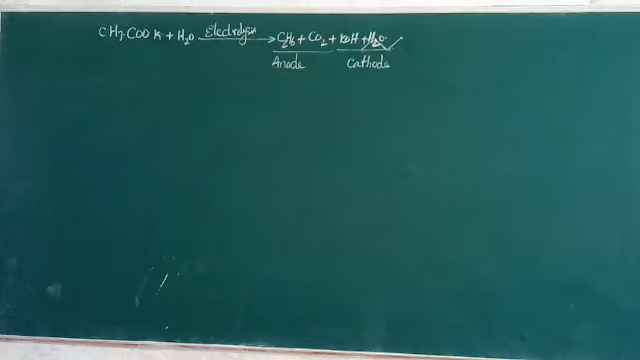 CH3COOK + H2O Electrolysis → C2H6 + CO2 + KOH + H2O
Anode Cathode